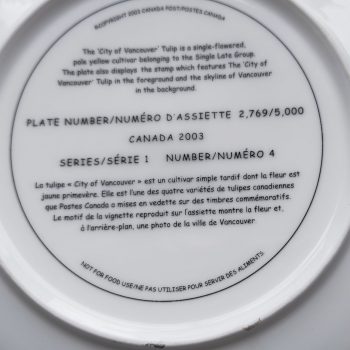 ©COPYRIGHT 2003 CANADA POST/POSTES CANADA
The 'City of Vancouver' Tulip is a single-flowered,
pale yellow cultivar belonging to the Single Late Group.
The plate also displays the stamp which features The 'City of
Vancouver' Tulip in the foreground and the skyline of Vancouver
in the background.
PLATE NUMBER/NUMÉRO D'ASSIETTE 2,769/5,000
CANADA 2003
SERIES/SÉRIE 1 NUMBER/NUMÉRO 4
La tulipe « City of Vancouver » est un cultivar simple tardif dont la fleur est
jaune primevère. Elle est l'une des quatre variétés de tulipes canadiennes
que Postes Canada a mises en vedette sur des timbres commémoratifs.
Le motif de la vignette reproduit sur l'assiette montre la fleur et,
à l'arrière-plan, une photo de la ville de Vancouver.
NOT FOR FOOD USE/NE PAS UTILISER POUR SERVIR DES ALIMENTS